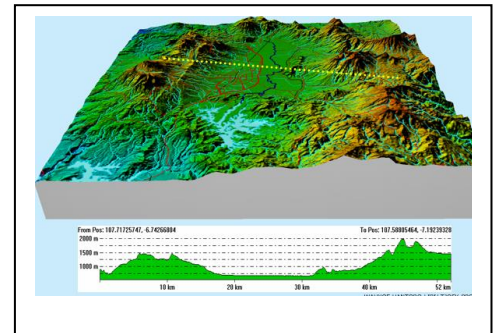 From Pos: 107.71725747, -6.74266804 To Pos: 107.58805464, -7.19239328
2000 m
1500 m
1000 m
10 km 20 km 30 km 40 km 52 km